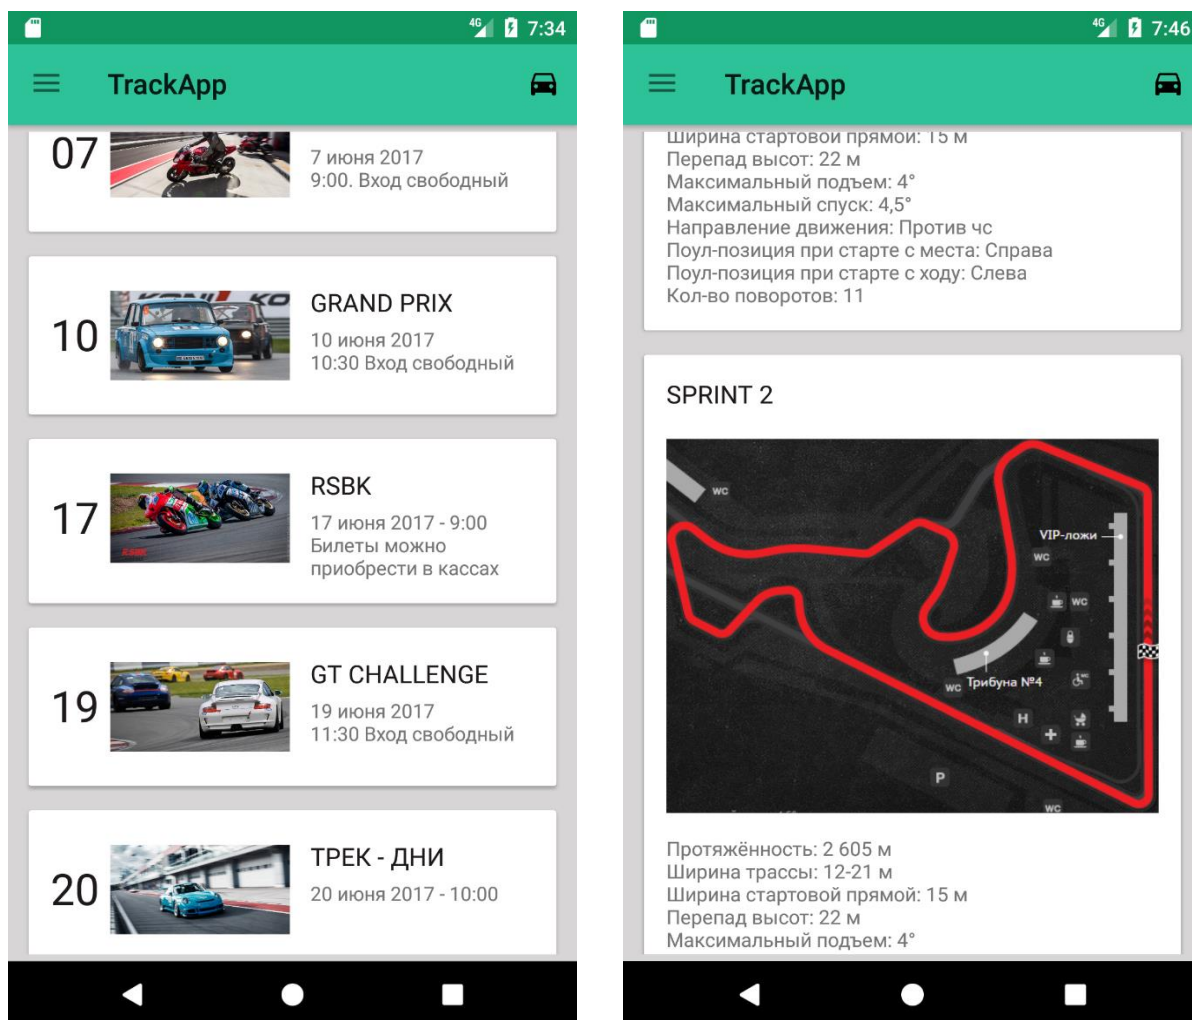 4G 7:34
TrackApp
07
7 июня 2017
9:00. Вход свободный
10
GRAND PRIX
10 июня 2017
10:30 Вход свободный
17
RSBK
RSBK
17 июня 2017 - 9:00
Билеты можно
приобрести в кассах
19
GT CHALLENGE
19 июня 2017
11:30 Вход свободный
20
ТРЕК - ДНИ
20 июня 2017 - 10:00
4G 7:46
TrackApp
Ширина стартовой прямой: 15 м
Перепад высот: 22 м
Максимальный подъем: 4°
Максимальный спуск: 4,5°
Направление движения: Против чс
Поул-позиция при старте с места: Справа
Поул-позиция при старте с ходу: Слева
Кол-во поворотов: 11
SPRINT 2
WC
VIP-ложи
WC
WC
WC
Трибуна №4
WC
H
P
WC
Протяжённость: 2 605 м
Ширина трассы: 12-21 м
Ширина стартовой прямой: 15 м
Перепад высот: 22 м
Максимальный подъем: 4°